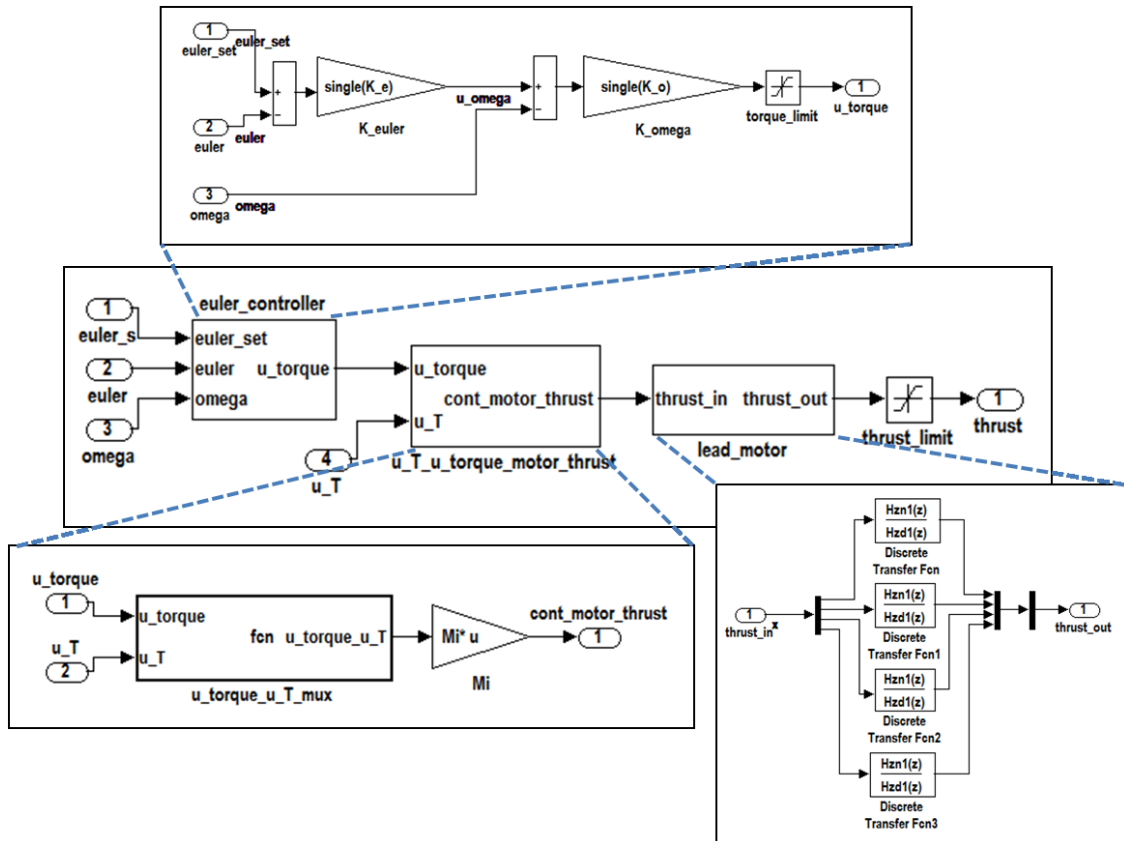 1
euler_set
euler_set
+
−
single(K_e)
K_euler
u_omega
+
−
single(K_o)
K_omega
torque_limit
1
u_torque
2
euler
euler
3
omega
omega
euler_controller
1
euler_s
euler_set
2
euler
euler
u_torque
3
omega
omega
u_torque
cont_motor_thrust
u_T
4
u_T
u_T_u_torque_motor_thrust
thrust_in
thrust_out
lead_motor
thrust_limit
1
thrust
u_torque
1
u_torque
u_T
2
u_T
fcn
u_torque_u_T
u_torque_u_T_mux
Mi* u
Mi
cont_motor_thrust
1
1
thrust_in
x
Hzn1(z)
Hzd1(z)
Discrete
Transfer Fcn
Hzn1(z)
Hzd1(z)
Discrete
Transfer Fcn1
Hzn1(z)
Hzd1(z)
Discrete
Transfer Fcn2
Hzn1(z)
Hzd1(z)
Discrete
Transfer Fcn3
1
thrust_out